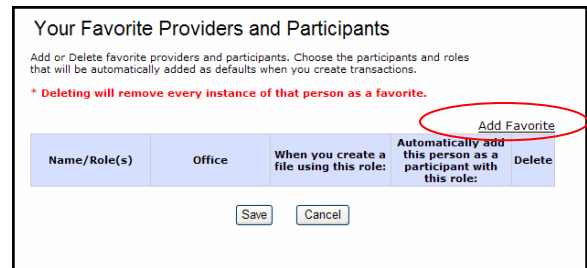 Your Favorite Providers and Participants
Add or Delete favorite providers and participants. Choose the participants and roles
that will be automatically added as defaults when you create transactions.
* Deleting will remove every instance of that person as a favorite.
Add Favorite
Name/Role(s)
Office
When you create a
file using this role:
Automatically add
this person as a
participant with
this role:
Delete
Save
Cancel